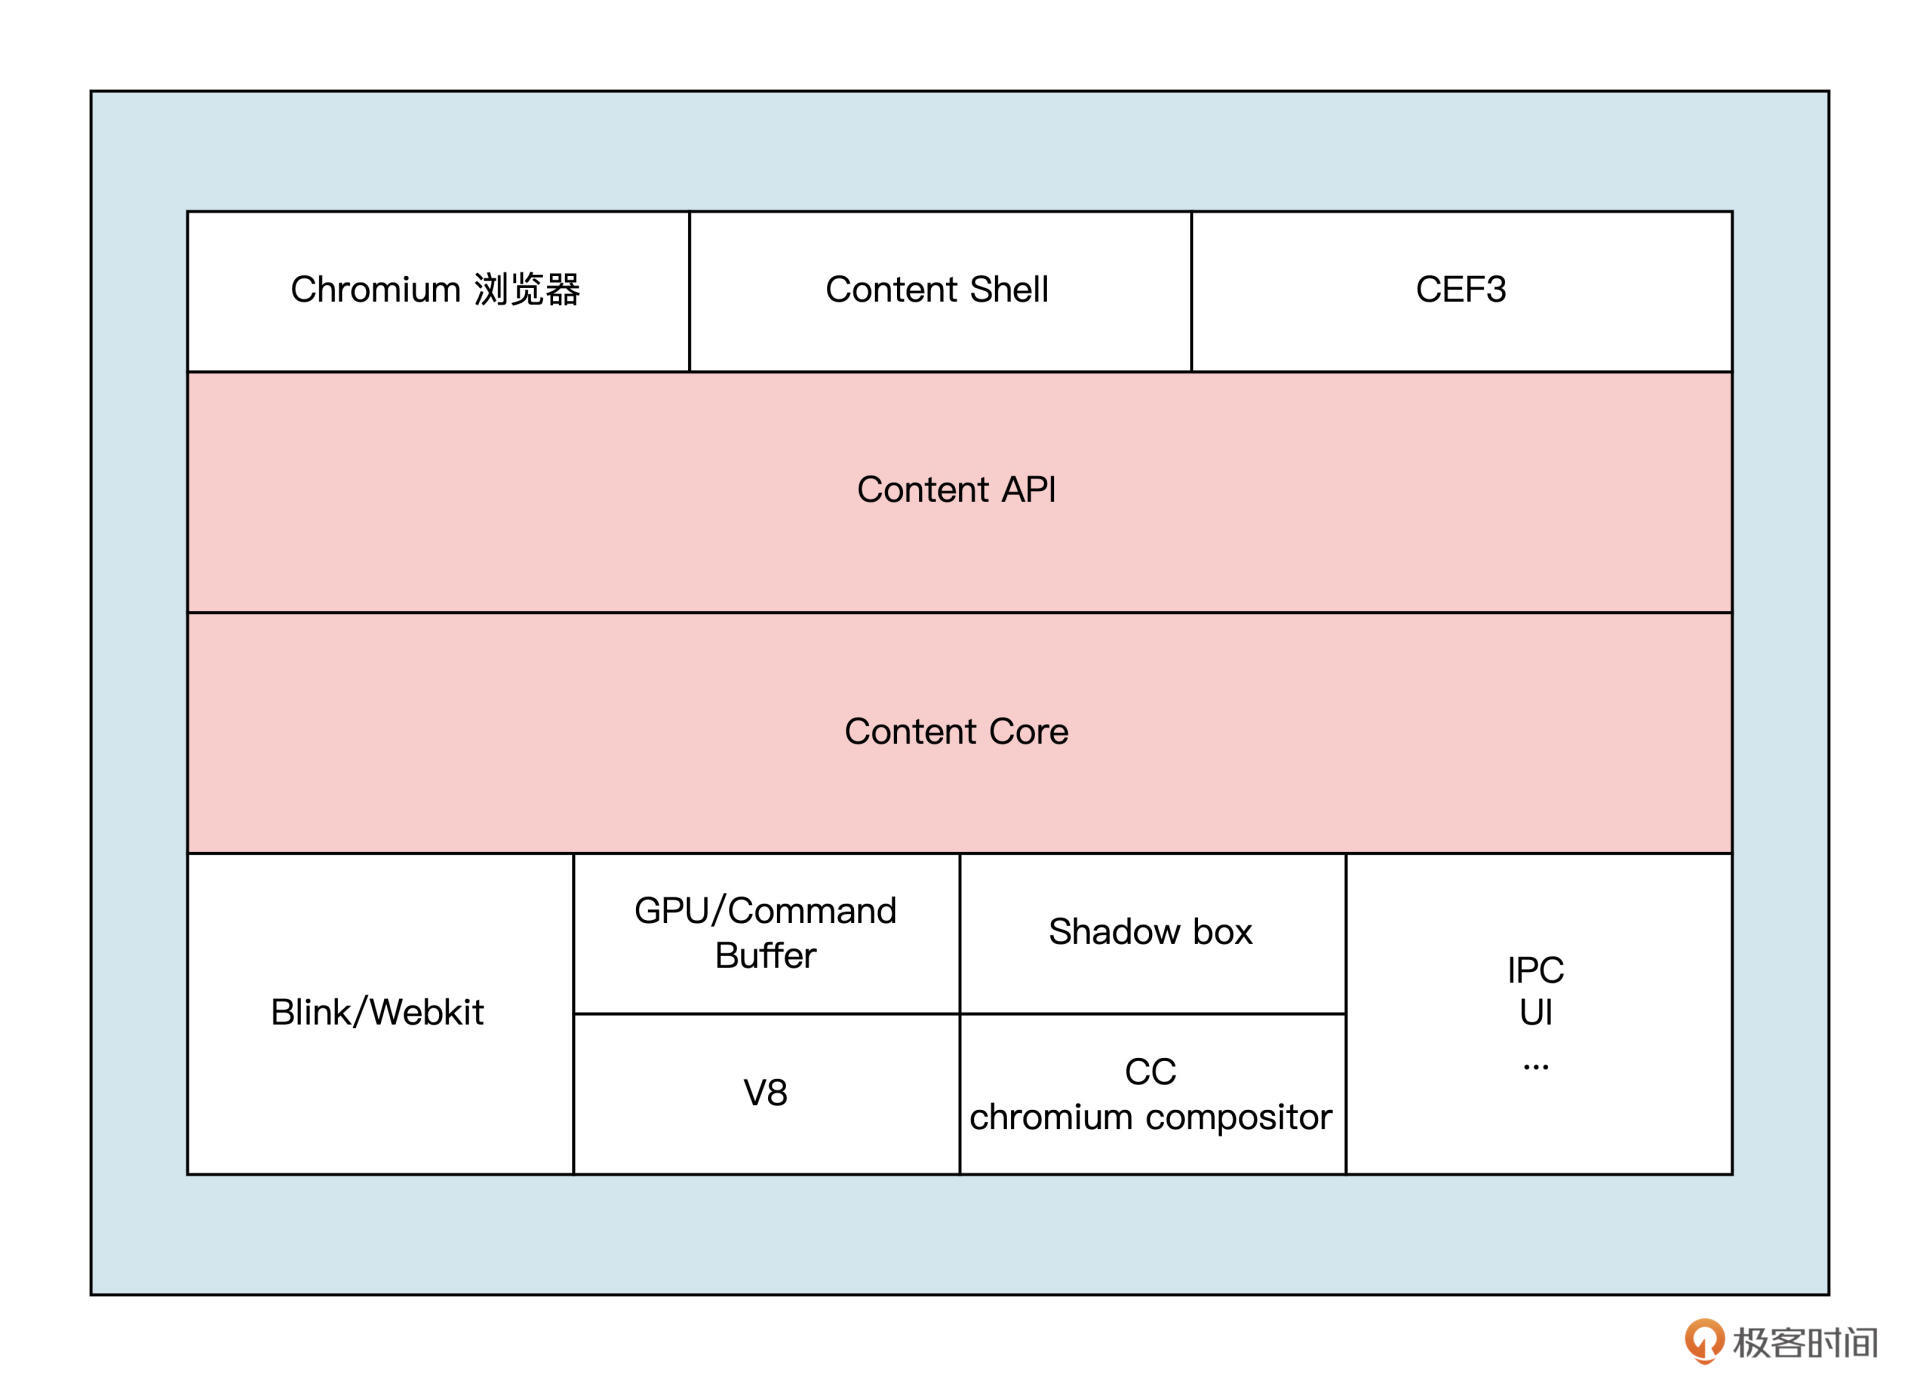 Chromium 浏览器
Content Shell
CEF3
Content API
Content Core
Blink/Webkit
GPU/Command
Buffer
Shadow box
V8
CC
chromium compositor
IPC
UI
...
极客时间